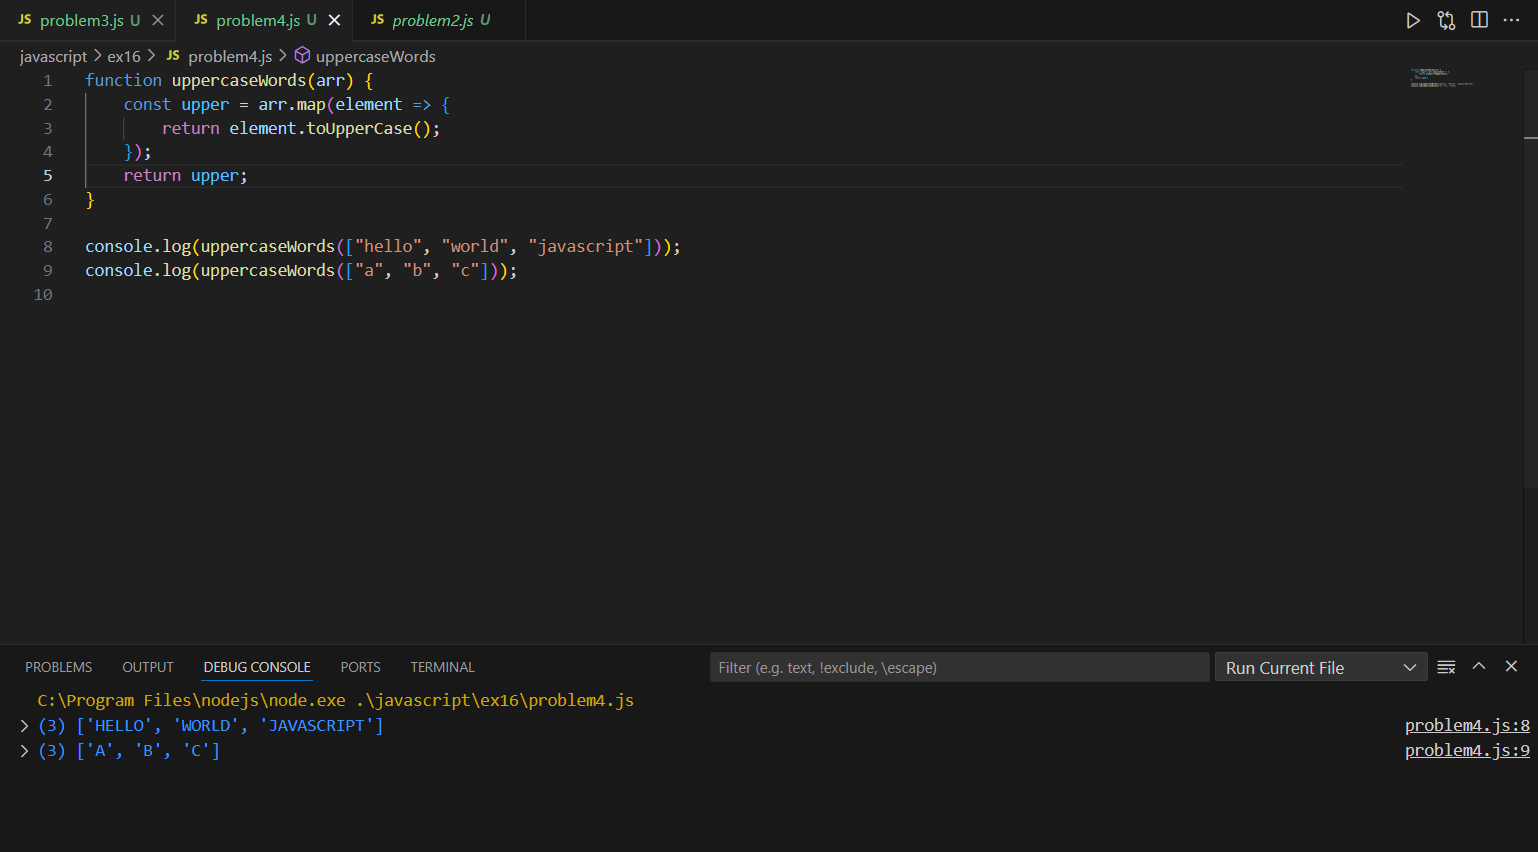 JS problem3.js U JS problem4.js U JS problem2.js U
javascript > ex16 > JS problem4.js > uppercaseWords
1 function uppercaseWords(arr) {
2     const upper = arr.map(element => {
3         return element.toUpperCase();
4     });
5     return upper;
6 }
7
8 console.log(uppercaseWords(["hello", "world", "javascript"]));
9 console.log(uppercaseWords(["a", "b", "c"]));
10
PROBLEMS OUTPUT DEBUG CONSOLE PORTS TERMINAL Filter (e.g. text, !exclude, \escape) Run Current File
C:\Program Files\nodejs\node.exe .\javascript\ex16\problem4.js
> (3) ['HELLO', 'WORLD', 'JAVASCRIPT'] problem4.js:8
> (3) ['A', 'B', 'C'] problem4.js:9